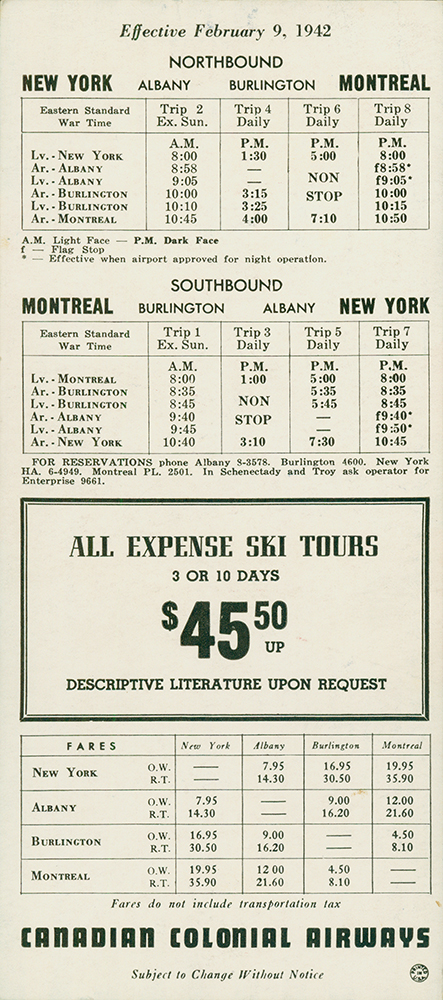 Effective February 9, 1942
NORTHBOUND
NEW YORK ALBANY BURLINGTON MONTREAL
Eastern Standard War Time | Trip 2 Ex. Sun. | Trip 4 Daily | Trip 6 Daily | Trip 8 Daily
A.M. P.M. P.M. P.M.
Lv. - NEW YORK 8:00 1:30 5:00 8:00
Ar. - ALBANY 8:58 — f8:58*
Lv. - ALBANY 9:05 — NON f9:05*
Ar. - BURLINGTON 10:00 3:15 STOP 10:00
Lv. - BURLINGTON 10:10 3:25 10:15
Ar. - MONTREAL 10:45 4:00 7:10 10:50
A.M. Light Face — P.M. Dark Face
f — Flag Stop
* — Effective when airport approved for night operation.
SOUTHBOUND
MONTREAL BURLINGTON ALBANY NEW YORK
Eastern Standard War Time | Trip 1 Ex. Sun. | Trip 3 Daily | Trip 5 Daily | Trip 7 Daily
A.M. P.M. P.M. P.M.
Lv. - MONTREAL 8:00 1:00 5:00 8:00
Ar. - BURLINGTON 8:35 5:35 8:35
Lv. - BURLINGTON 8:45 NON 5:45 8:45
Ar. - ALBANY 9:40 STOP — f9:40*
Lv. - ALBANY 9:45 — f9:50*
Ar. - NEW YORK 10:40 3:10 7:30 10:45
FOR RESERVATIONS phone Albany 8-3578. Burlington 4600. New York
HA. 6-4949. Montreal PL. 2501. In Schenectady and Troy ask operator for
Enterprise 9661.
ALL EXPENSE SKI TOURS
3 OR 10 DAYS
$45.50 UP
DESCRIPTIVE LITERATURE UPON REQUEST
FARES New York Albany Burlington Montreal
NEW YORK O.W. — 7.95 16.95 19.95
R.T. — 14.30 30.50 35.90
ALBANY O.W. 7.95 — 9.00 12.00
R.T. 14.30 — 16.20 21.60
BURLINGTON O.W. 16.95 9.00 — 4.50
R.T. 30.50 16.20 — 8.10
MONTREAL O.W. 19.95 12 00 4.50 —
R.T. 35.90 21.60 8.10 —
Fares do not include transportation tax
CANADIAN COLONIAL AIRWAYS
Subject to Change Without Notice